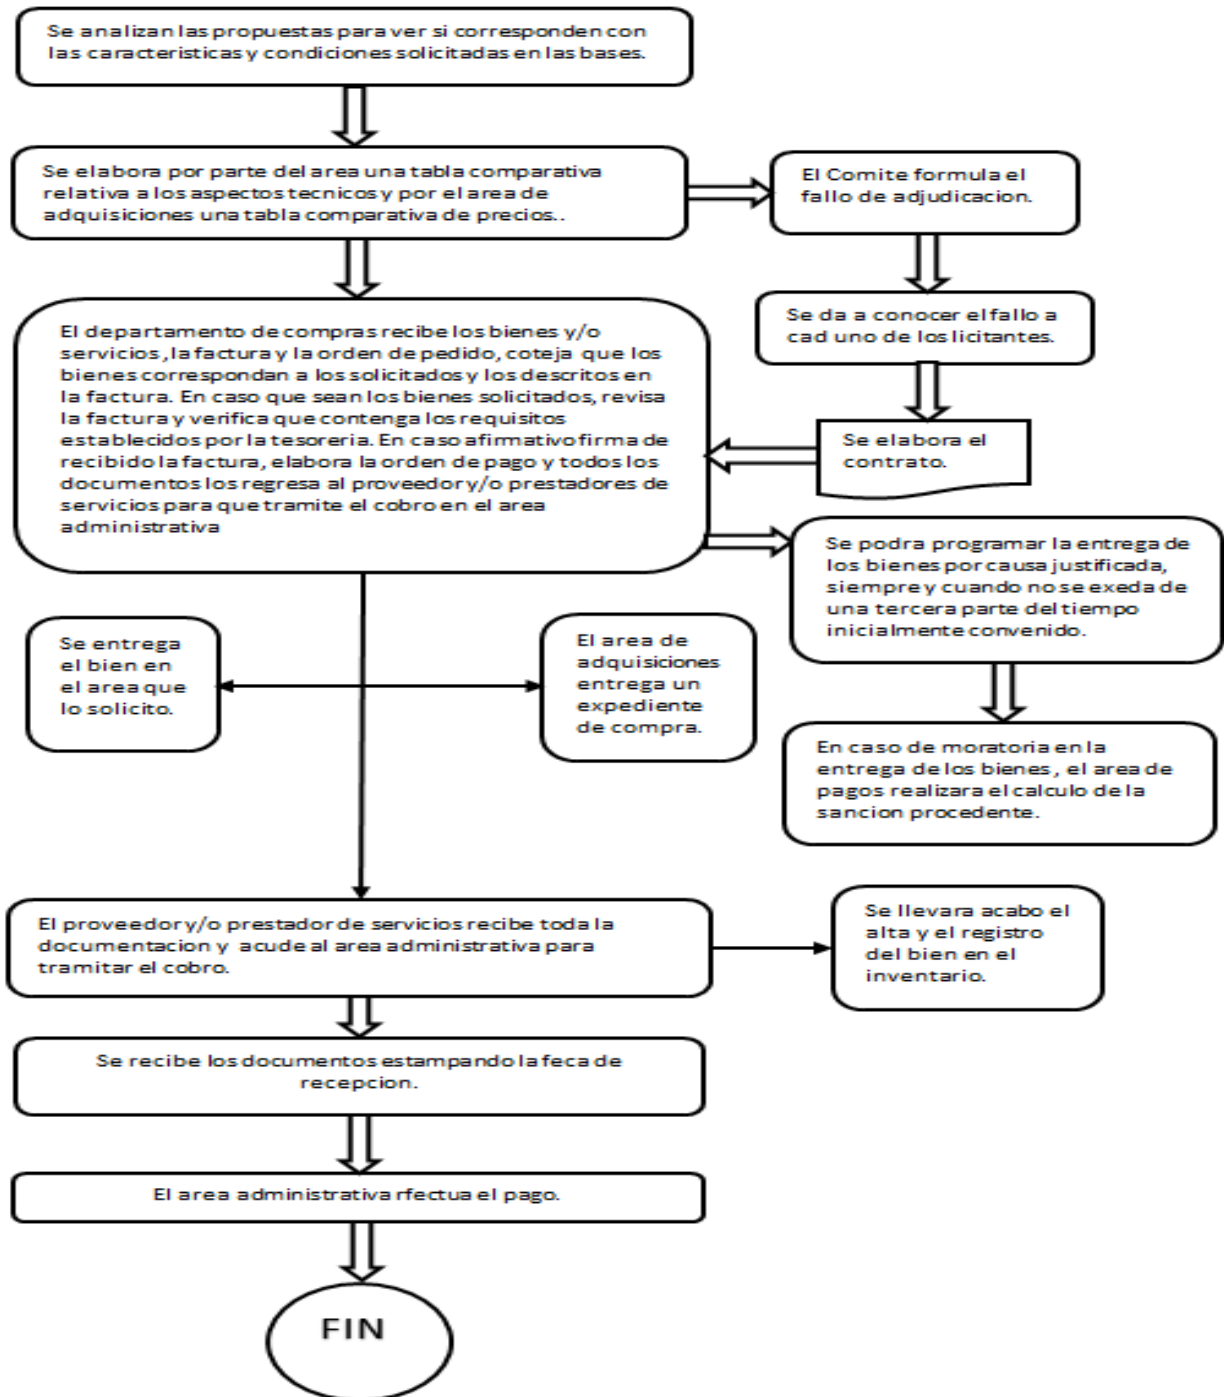 Se analizan las propuestas para ver si corresponden con
las caracteristicas y condiciones solicitadas en las bases.
Se elabora por parte del area una tabla comparativa
relativa a los aspectos tecnicos y por el area de
adquisiciones una tabla comparativa de precios..
El Comite formula el
fallo de adjudicacion.
Se da a conocer el fallo a
cad uno de los licitantes.
Se elabora el
contrato.
El departamento de compras recibe los bienes y/o
servicios , la factura y la orden de pedido, coteja que los
bienes correspondan a los solicitados y los descritos en
la factura. En caso que sean los bienes solicitados, revisa
la factura y verifica que contenga los requisitos
establecidos por la tesoreria. En caso afirmativo firma de
recibido la factura, elabora la orden de pago y todos los
documentos los regresa al proveedor y/o prestadores de
servicios para que tramite el cobro en el area
administrativa
Se podra programar la entrega de
los bienes por causa justificada,
siempre y cuando no se exeda de
una tercera parte del tiempo
inicialmente convenido.
Se entrega
el bien en
el area que
lo solicito.
El area de
adquisiciones
entrega un
expediente
de compra.
En caso de moratoria en la
entrega de los bienes , el area de
pagos realizara el calculo de la
sancion procedente.
El proveedor y/o prestador de servicios recibe toda la
documentacion y acude al area administrativa para
tramitar el cobro.
Se llevara acabo el
alta y el registro
del bien en el
inventario.
Se recibe los documentos estampando la feca de
recepcion.
El area administrativa rfectua el pago.
FIN